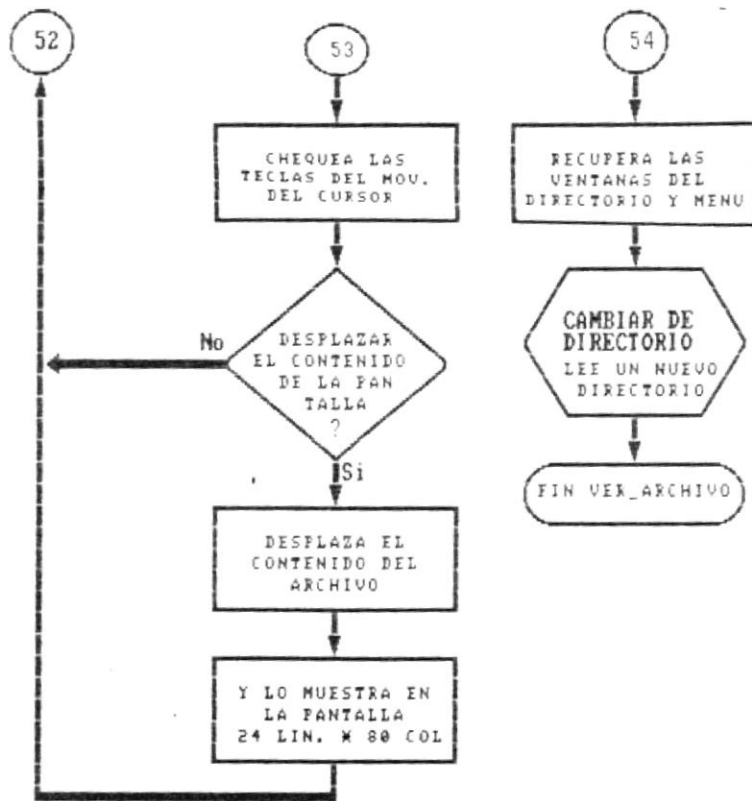 52
53
CHEQUEA LAS
TECLAS DEL MOV.
DEL CURSOR
No
DESPLAZAR
EL CONTENIDO
DE LA PAN
TALLA
?
Si
DESPLAZA EL
CONTENIDO DEL
ARCHIVO
Y LO MUESTRA EN
LA PANTALLA
24 LIN. * 80 COL
54
RECUPERA LAS
VENTANAS DEL
DIRECTORIO Y MENU
CAMBIAR DE
DIRECTORIO
LEE UN NUEVO
DIRECTORIO
FIN VER_ARCHIVO